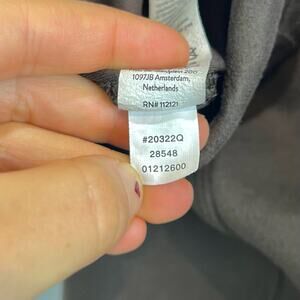 1097JB Amsterdam,
Netherlands
RN# 112121
#20322Q
28548
01212600